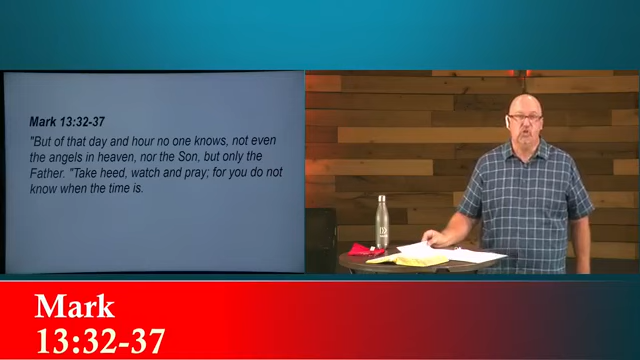 Mark 13:32-37
"But of that day and hour no one knows, not even
the angels in heaven, nor the Son, but only the
Father. "Take heed, watch and pray; for you do not
know when the time is.
Mark
13:32-37